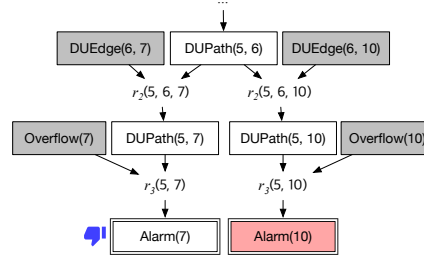 ...
DUEdge(6, 7) DUPath(5, 6) DUEdge(6, 10)
r2(5, 6, 7) r2(5, 6, 10)
Overflow(7) DUPath(5, 7) DUPath(5, 10) Overflow(10)
r3(5, 7) r3(5, 10)
Alarm(7) Alarm(10)